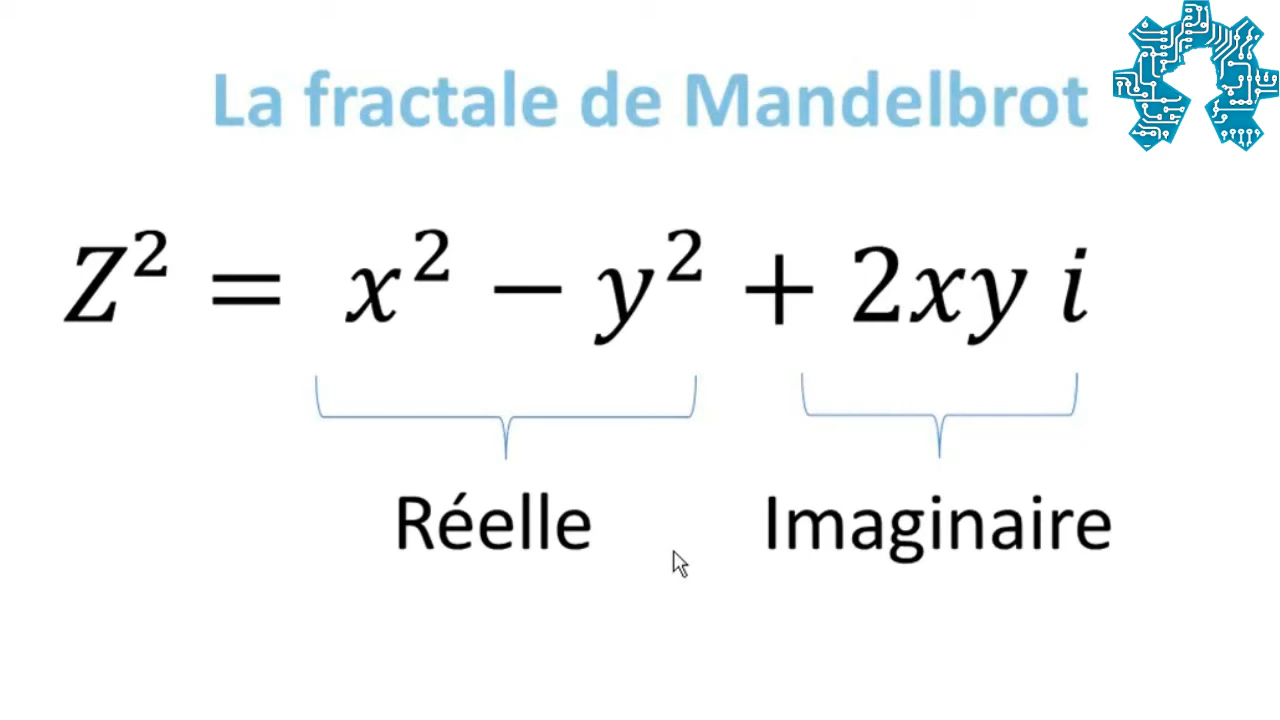 La fractale de Mandelbrot
Z² = x² − y² + 2xy i
Réelle Imaginaire